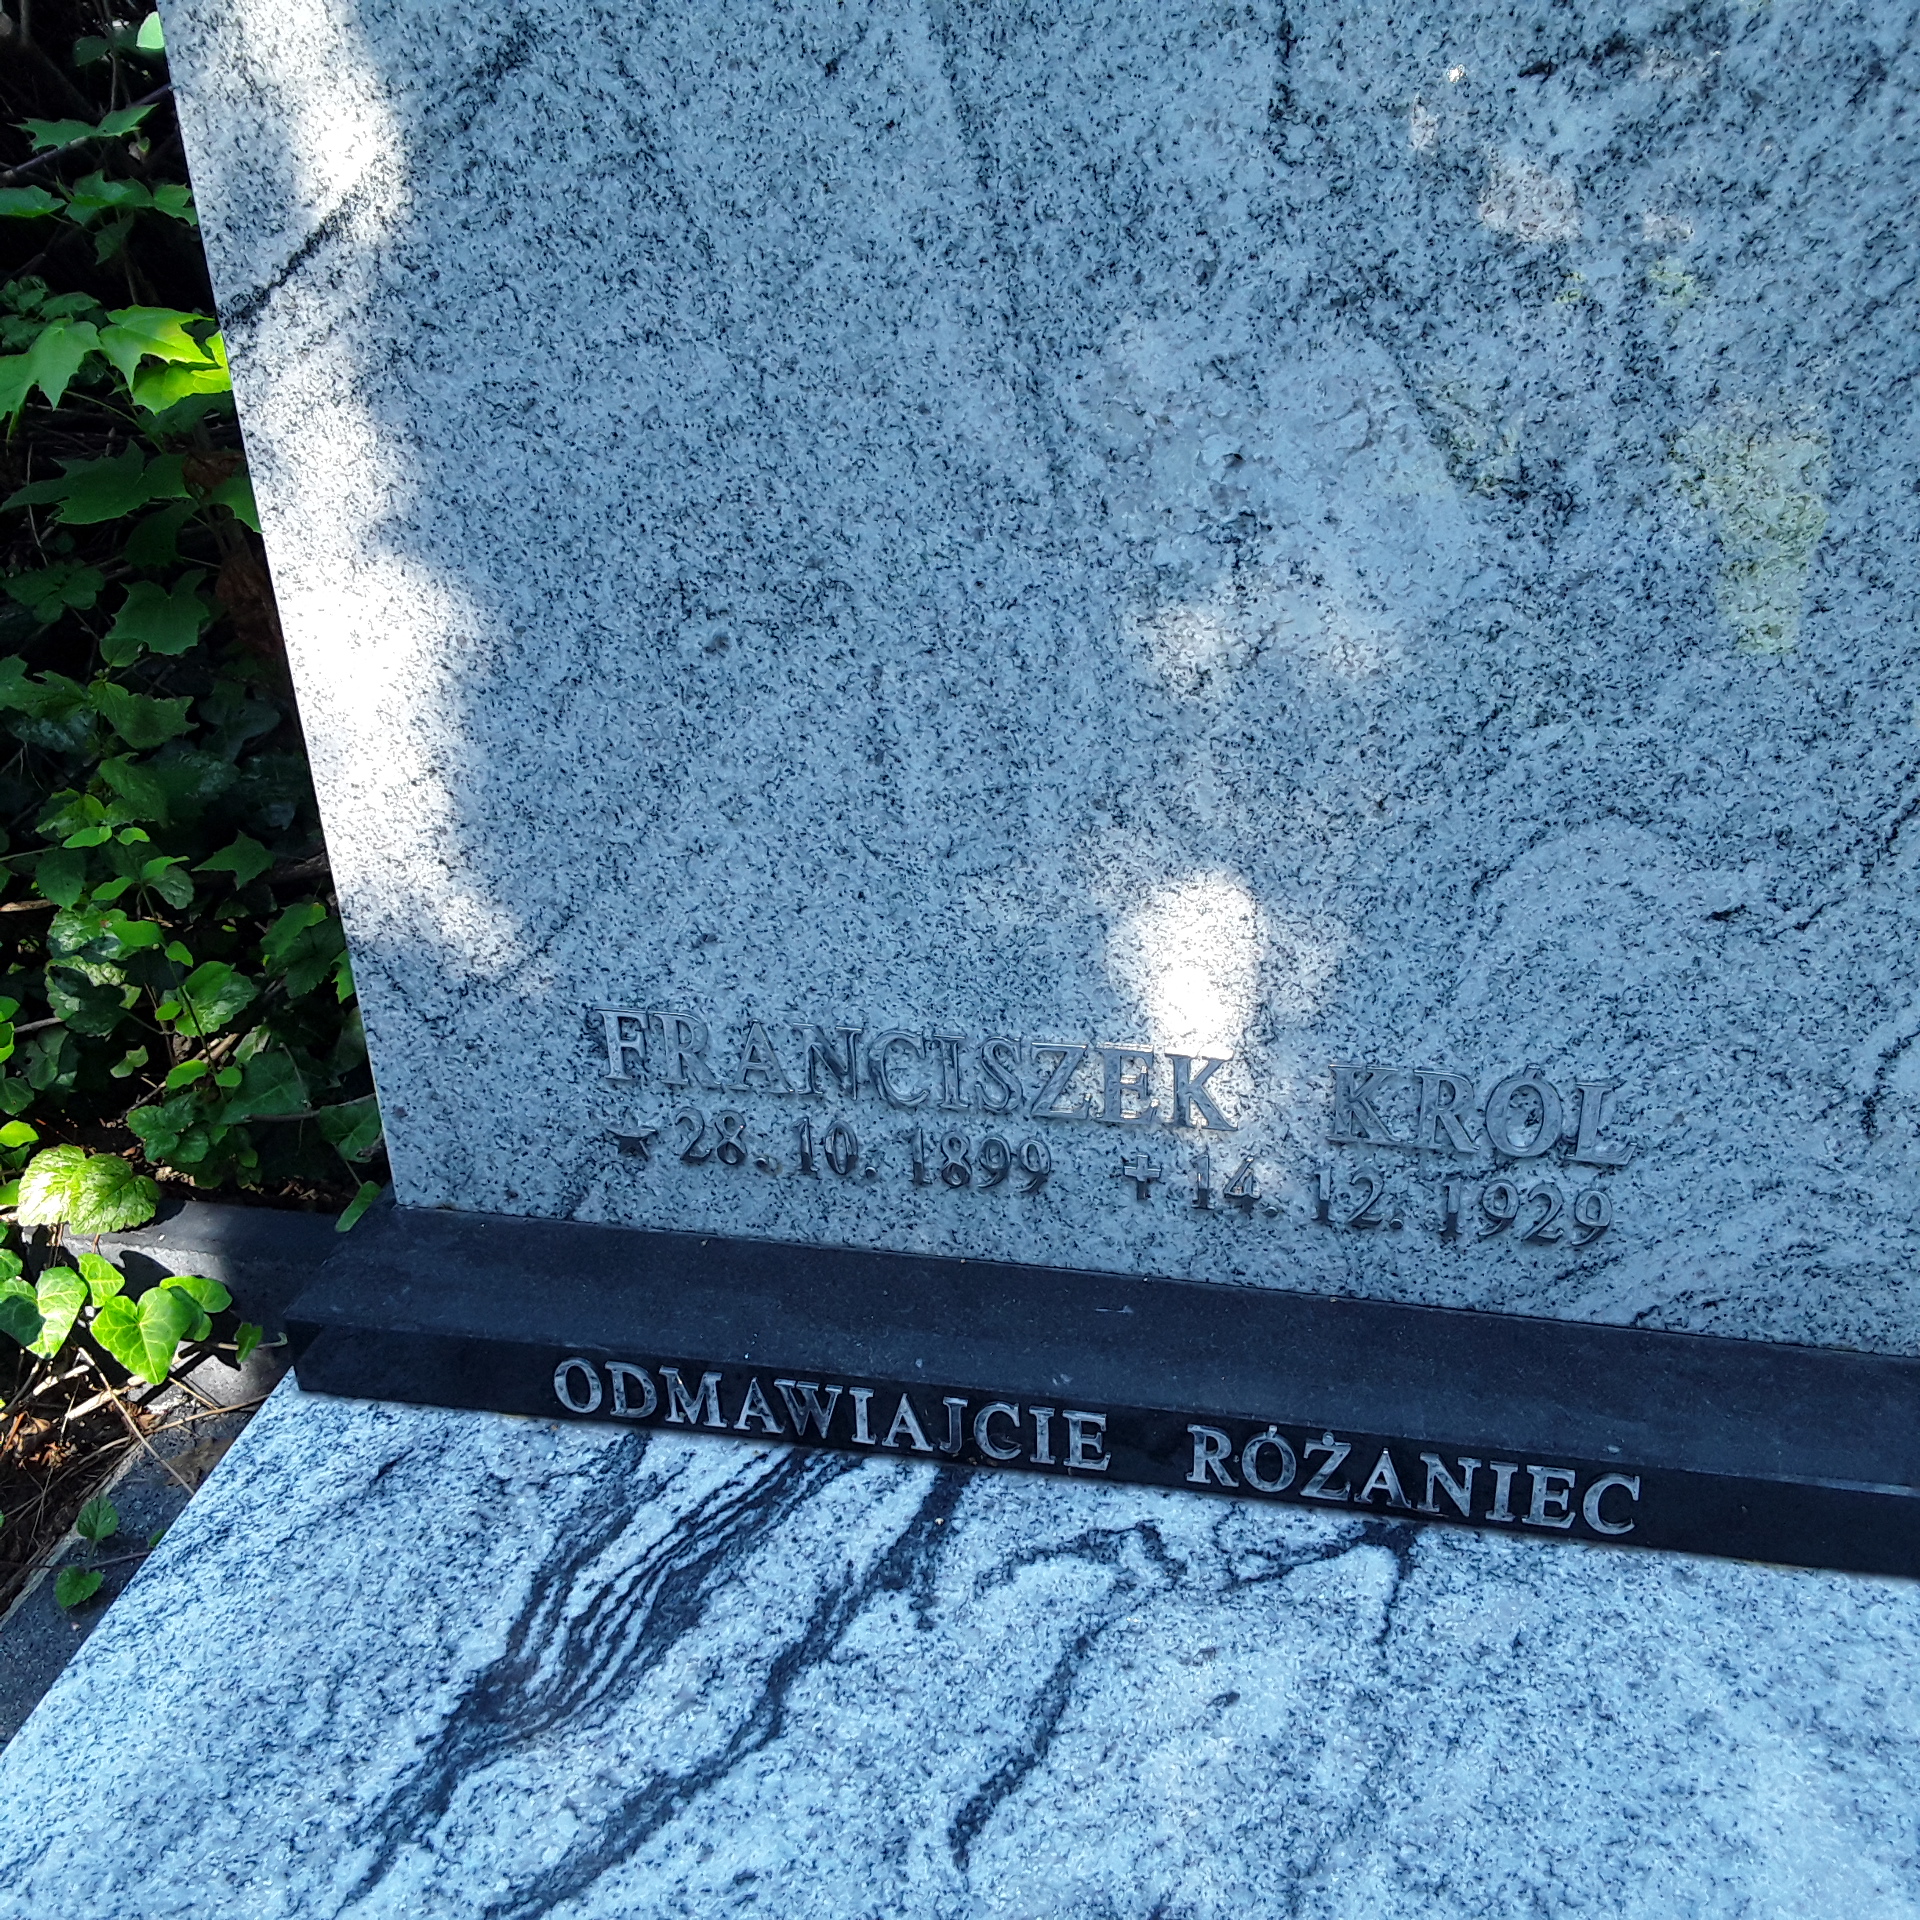 FRANCISZEK KRÓL
★ 28. 10. 1899 ✝ 14. 12. 1929
ODMAWIAJCIE RÓŻANIEC